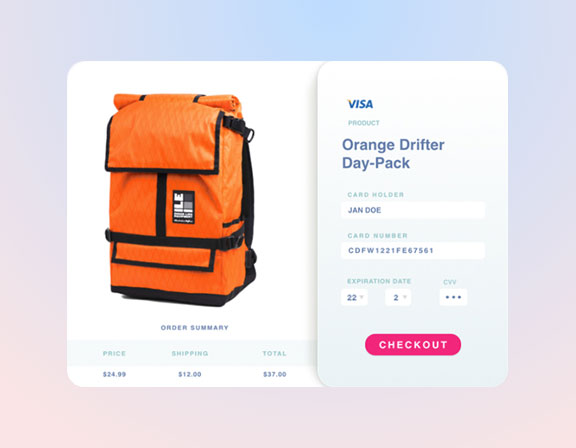 VISA
PRODUCT
Orange Drifter
Day-Pack
CARD HOLDER
JAN DOE
CARD NUMBER
CDFW1221FE67561
EXPIRATION DATE CVV
22 2 •••
CHECKOUT
ORDER SUMMARY
PRICE SHIPPING TOTAL
$24.99 $12.00 $37.00